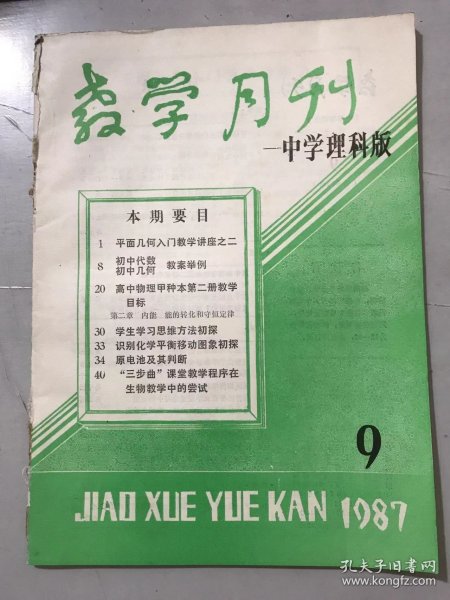 教学月刊
—中学理科版
本期要目
1 平面几何入门教学讲座之二
8 初中代数 初中几何 教案举例
20 高中物理甲种本第二册教学
目标
第二章 内能 能的转化和守恒定律
30 学生学习思维方法初探
33 识别化学平衡移动图象初探
34 原电池及其判断
40 “三步曲”课堂教学程序在
生物教学中的尝试
9
JIAO XUE YUE KAN 1987
孔夫子旧书网
www.kongfz.com